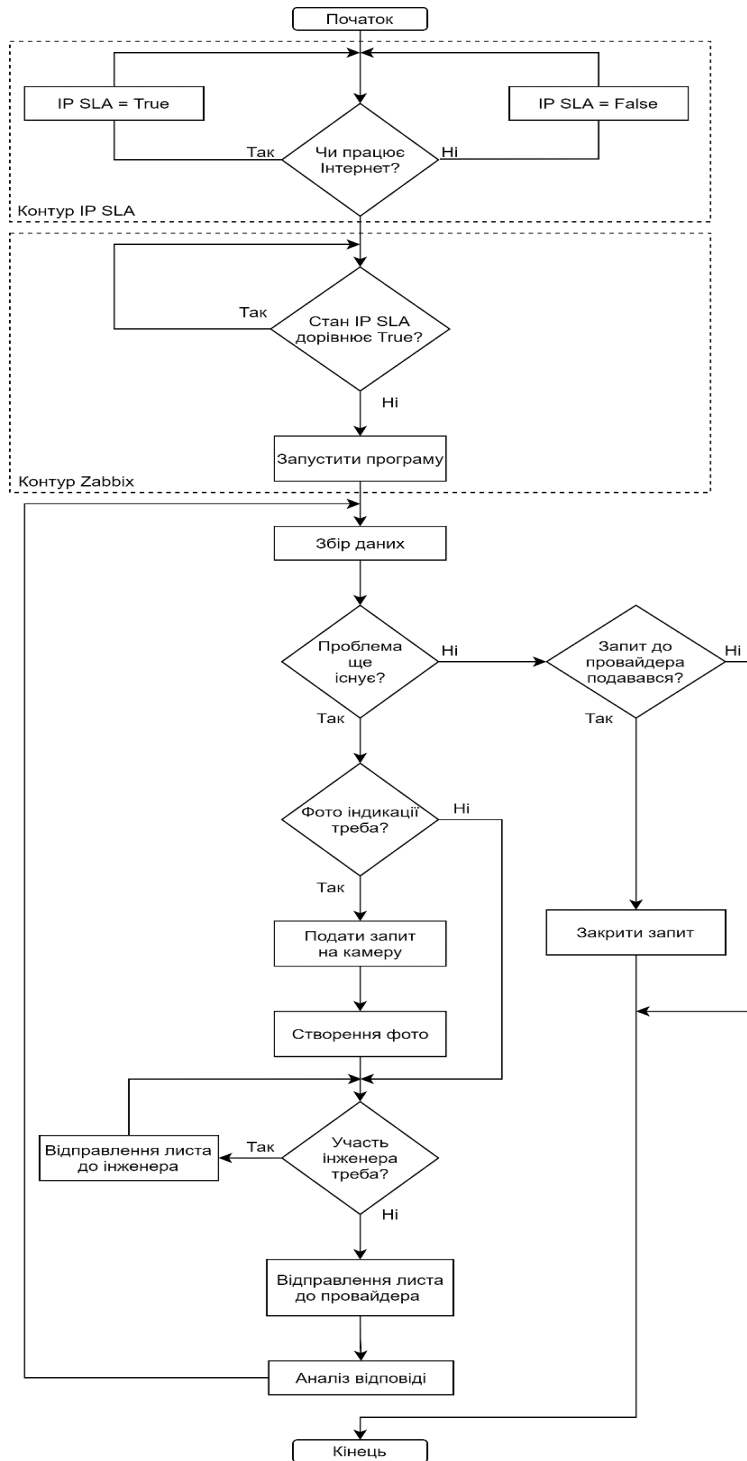 Початок
IP SLA = True
IP SLA = False
Так
Чи працює
Інтернет?
Ні
Контур IP SLA
Так
Стан IP SLA
дорівнює True?
Ні
Запустити програму
Контур Zabbix
Збір даних
Проблема
ще
існує?
Ні
Запит до
провайдера
подавався?
Ні
Так
Так
Фото індикації
треба?
Ні
Так
Подати запит
на камеру
Закрити запит
Створення фото
Відправлення листа
до інженера
Так
Участь
інженера
треба?
Ні
Відправлення листа
до провайдера
Аналіз відповіді
Кінець